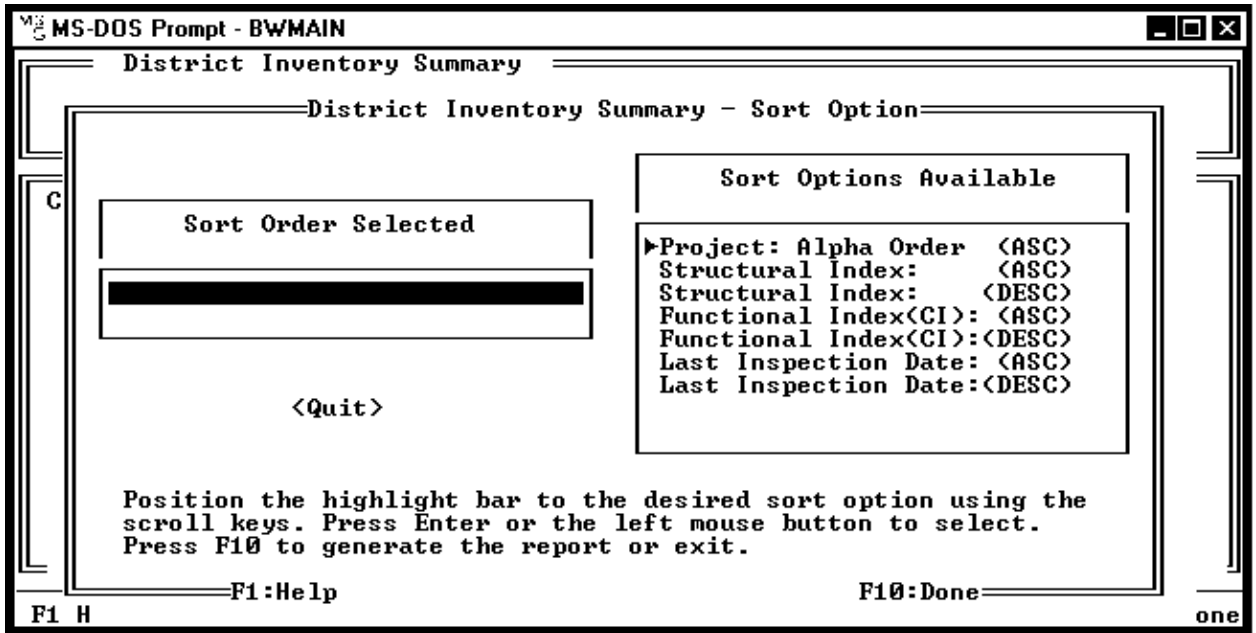 MS-DOS Prompt - BWMAIN
District Inventory Summary
District Inventory Summary - Sort Option
Sort Options Available
C
Sort Order Selected
Project: Alpha Order (ASC)
Structural Index: (ASC)
Structural Index: (DESC)
Functional Index(CI): (ASC)
Functional Index(CI):(DESC)
Last Inspection Date: (ASC)
Last Inspection Date:(DESC)
<Quit>
Position the highlight bar to the desired sort option using the
scroll keys. Press Enter or the left mouse button to select.
Press F10 to generate the report or exit.
F1:Help F10:Done
F1 H one